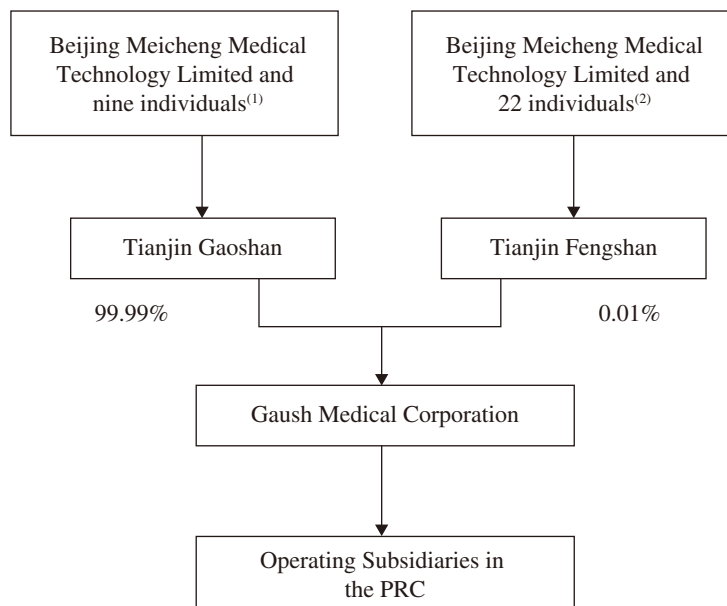 Beijing Meicheng Medical
Technology Limited and
nine individuals(1)
Beijing Meicheng Medical
Technology Limited and
22 individuals(2)
Tianjin Gaoshan
Tianjin Fengshan
99.99%
0.01%
Gaush Medical Corporation
Operating Subsidiaries in
the PRC